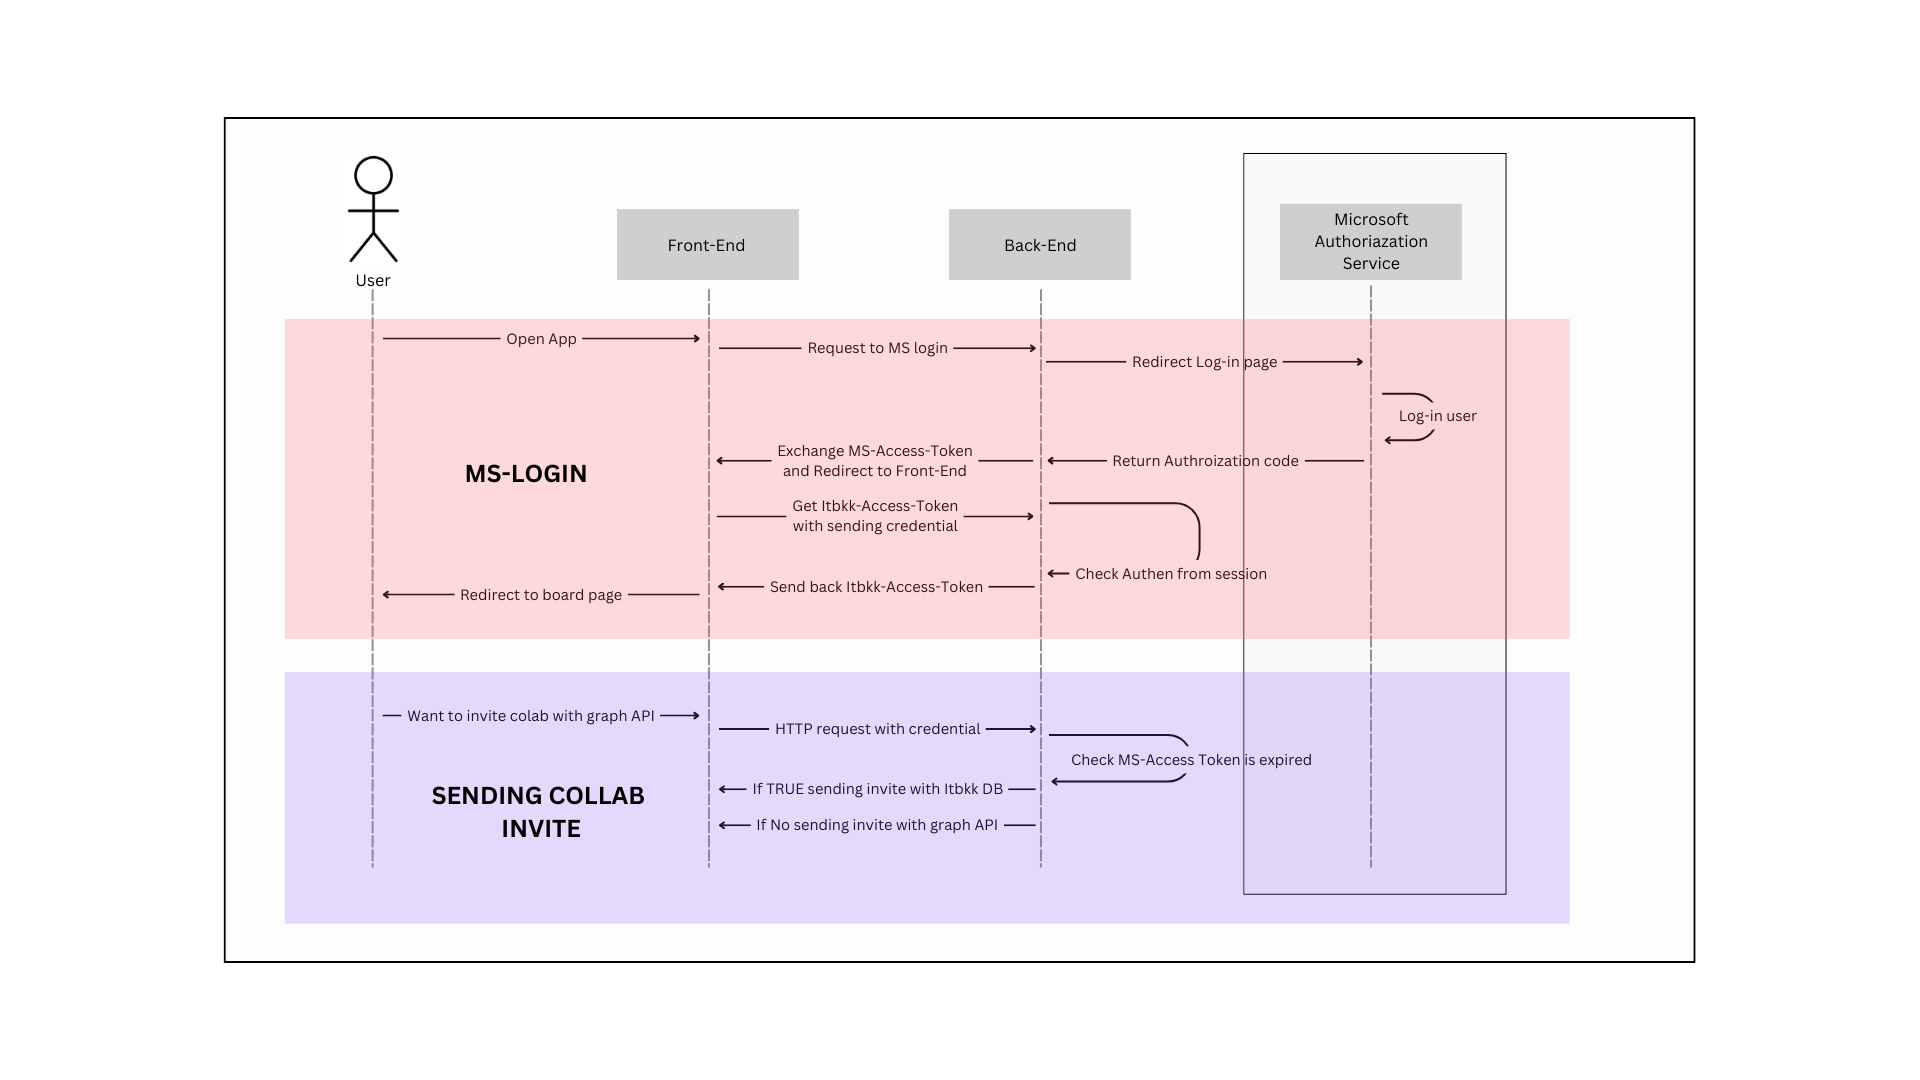 User
Front-End
Back-End
Microsoft
Authoriazation
Service
Open App
Request to MS login
Redirect Log-in page
Log-in user
Return Authroization code
Exchange MS-Access-Token
and Redirect to Front-End
MS-LOGIN
Get Itbkk-Access-Token
with sending credential
Check Authen from session
Send back Itbkk-Access-Token
Redirect to board page
Want to invite colab with graph API
HTTP request with credential
Check MS-Access Token is expired
If TRUE sending invite with Itbkk DB
If No sending invite with graph API
SENDING COLLAB
INVITE